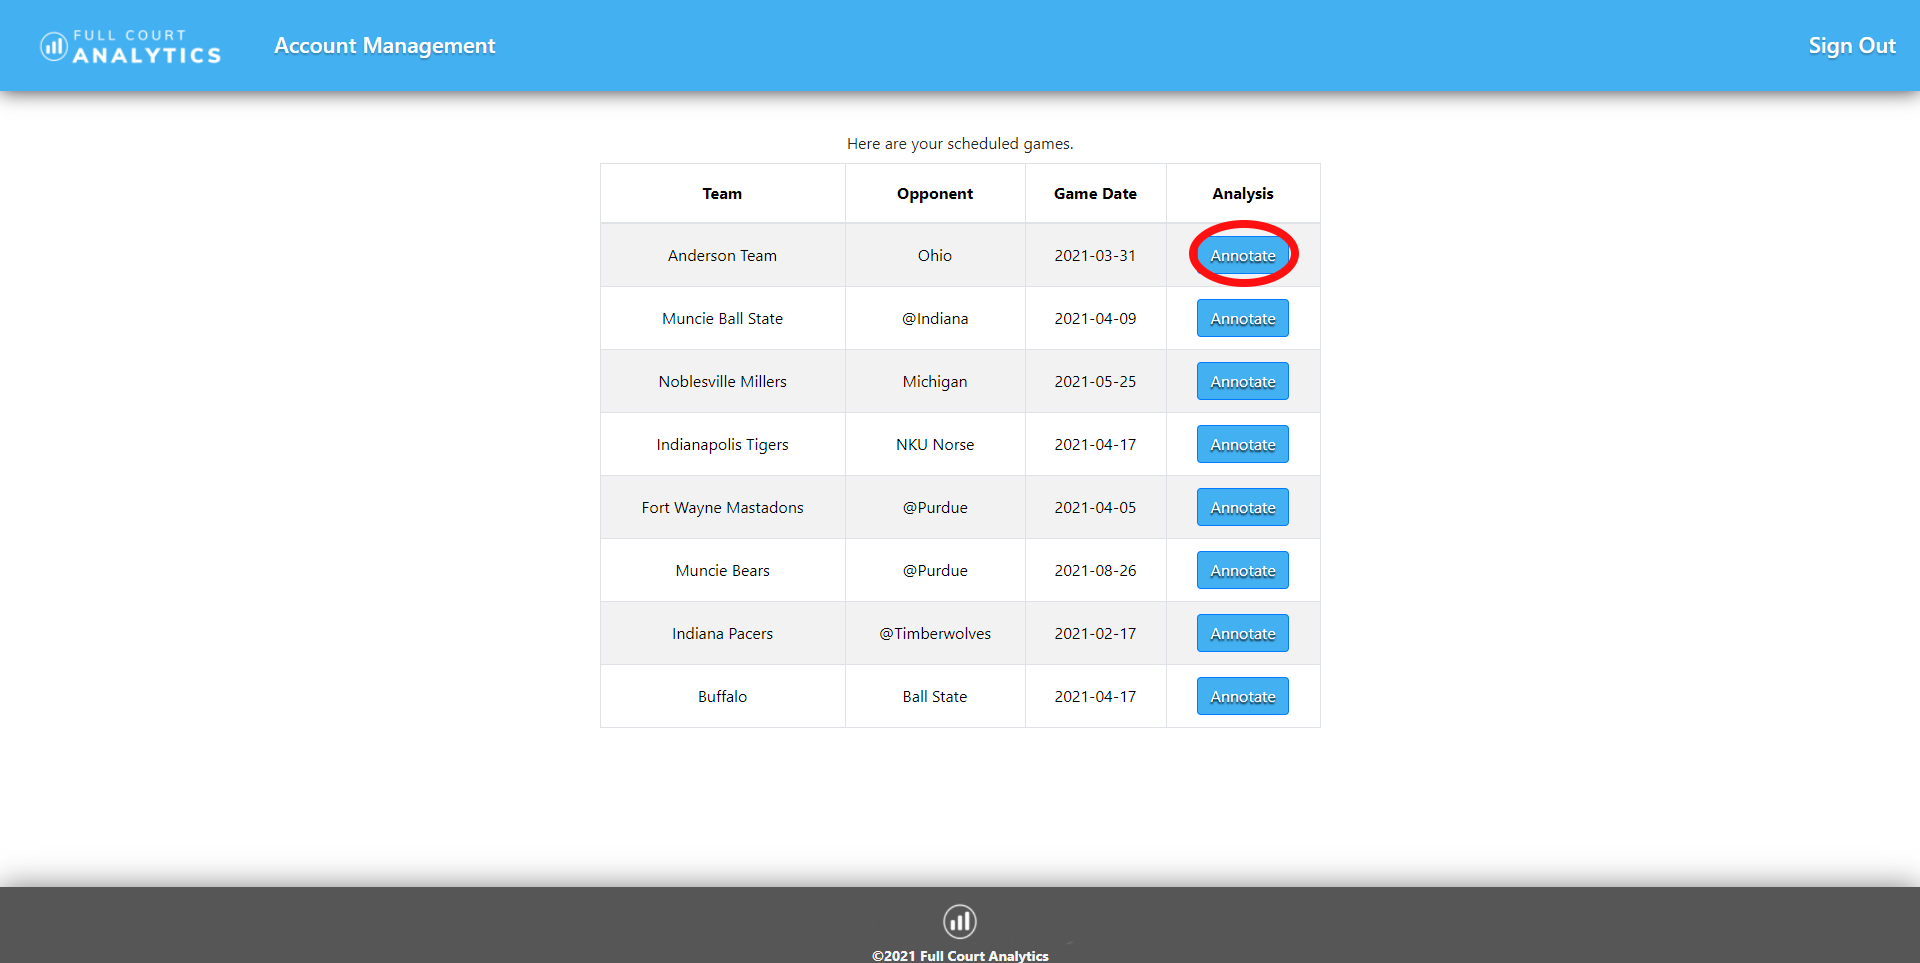 FULL COURT
ANALYTICS
Account Management
Sign Out
Here are your scheduled games.
Team Opponent Game Date Analysis
Anderson Team Ohio 2021-03-31 Annotate
Muncie Ball State @Indiana 2021-04-09 Annotate
Noblesville Millers Michigan 2021-05-25 Annotate
Indianapolis Tigers NKU Norse 2021-04-17 Annotate
Fort Wayne Mastadons @Purdue 2021-04-05 Annotate
Muncie Bears @Purdue 2021-08-26 Annotate
Indiana Pacers @Timberwolves 2021-02-17 Annotate
Buffalo Ball State 2021-04-17 Annotate
©2021 Full Court Analytics